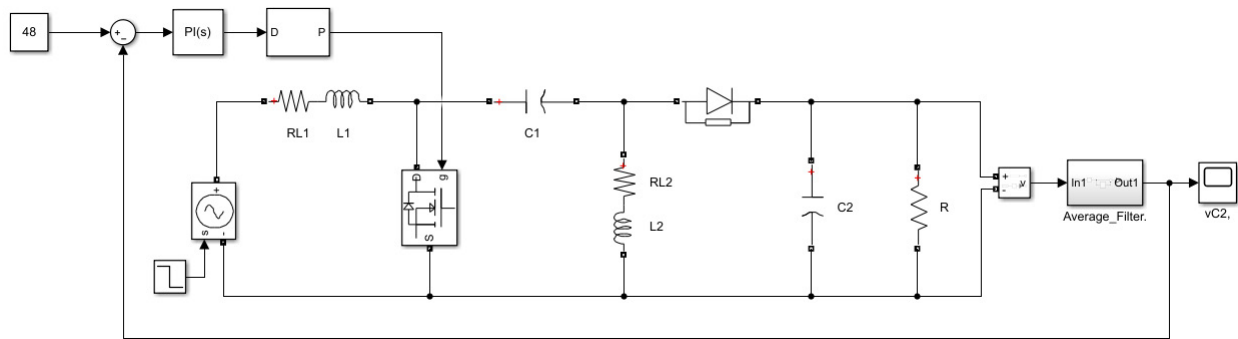 48
+
-
PI(s)
D
P
RL1
L1
C1
RL2
L2
C2
R
D
g
S
+
s
-
+
-
v
In1
Out1
Average_Filter.
vC2,